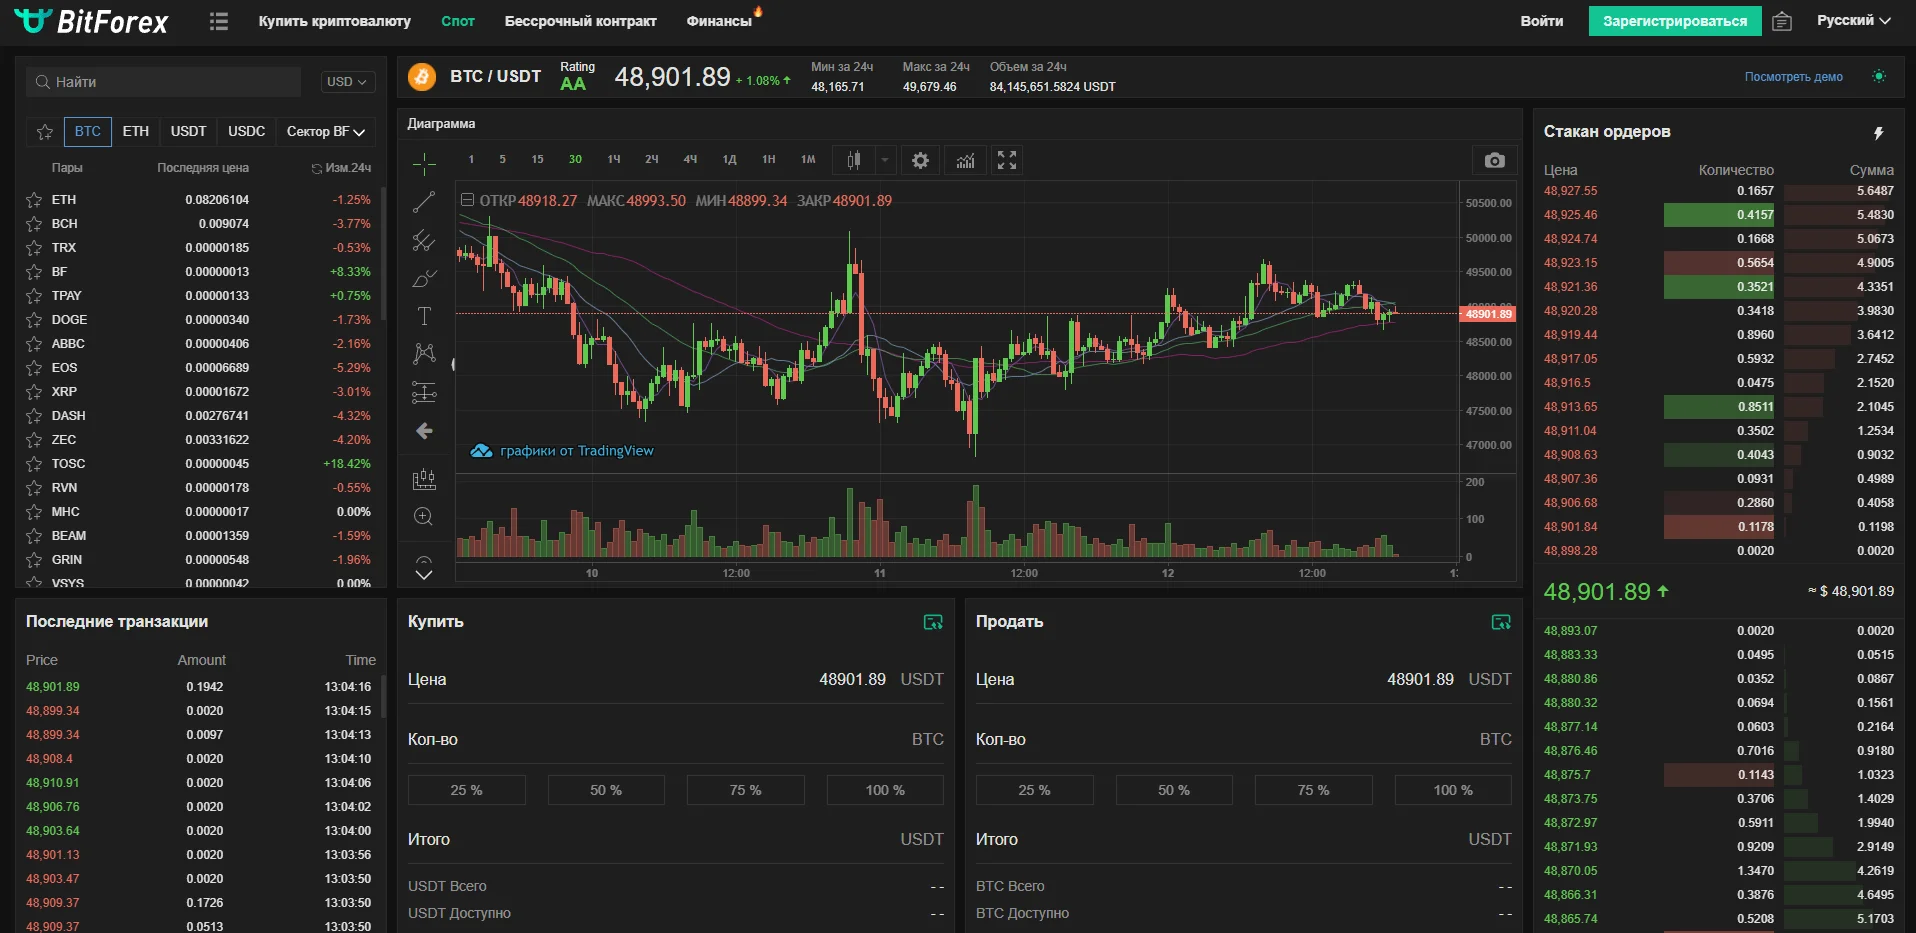 BitForex Купить криптовалюту Спот Бессрочный контракт Финансы Войти Зарегистрироваться Русский
Найти USD
BTC ETH USDT USDC Сектор BF
Пары Последняя цена Изм.24ч
ETH 0.08206104 -1.25%
BCH 0.009074 -3.77%
TRX 0.00000185 -0.53%
BF 0.00000013 +8.33%
TPAY 0.00000133 +0.75%
DOGE 0.00000340 -1.73%
ABBC 0.00000406 -2.16%
EOS 0.00006689 -5.29%
XRP 0.00001672 -3.01%
DASH 0.00276741 -4.32%
ZEC 0.00331622 -4.20%
TOSC 0.00000045 +18.42%
RVN 0.00000178 -0.55%
MHC 0.00000017 0.00%
BEAM 0.00001359 -1.59%
GRIN 0.00000548 -1.96%
VSYS 0.00000042 0.00%
BTC / USDT Rating AA 48,901.89 + 1.08%
Мин за 24ч Макс за 24ч Объем за 24ч
48,165.71 49,679.46 84,145,651.5824 USDT
Посмотреть демо
Диаграмма
1 5 15 30 1Ч 2Ч 4Ч 1Д 1Н 1М
ОТКР 48918.27 МАКС 48993.50 МИН 48899.34 ЗАКР 48901.89
50500.00
50000.00
49500.00
49000.00
48901.89
48500.00
48000.00
47500.00
47000.00
графики от TradingView
200
100
0
10 12:00 11 12:00 12 12:00
Стакан ордеров
Цена Количество Сумма
48,927.55 0.1657 5.6487
48,925.46 0.4157 5.4830
48,924.74 0.1668 5.0673
48,923.15 0.5654 4.9005
48,921.36 0.3521 4.3351
48,920.28 0.3418 3.9830
48,919.44 0.8960 3.6412
48,917.05 0.5932 2.7452
48,916.5 0.0475 2.1520
48,913.65 0.8511 2.1045
48,911.04 0.3502 1.2534
48,908.63 0.4043 0.9032
48,907.36 0.0931 0.4989
48,906.68 0.2860 0.4058
48,901.84 0.1178 0.1198
48,898.28 0.0020 0.0020
48,901.89 ≈ $ 48,901.89
48,893.07 0.0020 0.0020
48,883.33 0.0495 0.0515
48,880.86 0.0352 0.0867
48,880.32 0.0694 0.1561
48,877.14 0.0603 0.2164
48,876.46 0.7016 0.9180
48,875.7 0.1143 1.0323
48,873.75 0.3706 1.4029
48,872.97 0.5911 1.9940
48,871.93 0.9209 2.9149
48,870.05 1.3470 4.2619
48,866.31 0.3876 4.6495
48,865.74 0.5208 5.1703
Последние транзакции
Price Amount Time
48,901.89 0.1942 13:04:16
48,899.34 0.0020 13:04:15
48,899.34 0.0097 13:04:13
48,908.4 0.0020 13:04:10
48,910.91 0.0020 13:04:06
48,906.76 0.0020 13:04:02
48,903.64 0.0020 13:04:00
48,901.13 0.0020 13:03:56
48,903.47 0.0020 13:03:50
48,909.37 0.1726 13:03:50
48,909.37 0.0513 13:03:50
Купить
Цена 48901.89 USDT
Кол-во BTC
25 % 50 % 75 % 100 %
Итого USDT
USDT Всего --
USDT Доступно --
Продать
Цена 48901.89 USDT
Кол-во BTC
25 % 50 % 75 % 100 %
Итого USDT
BTC Всего --
BTC Доступно --